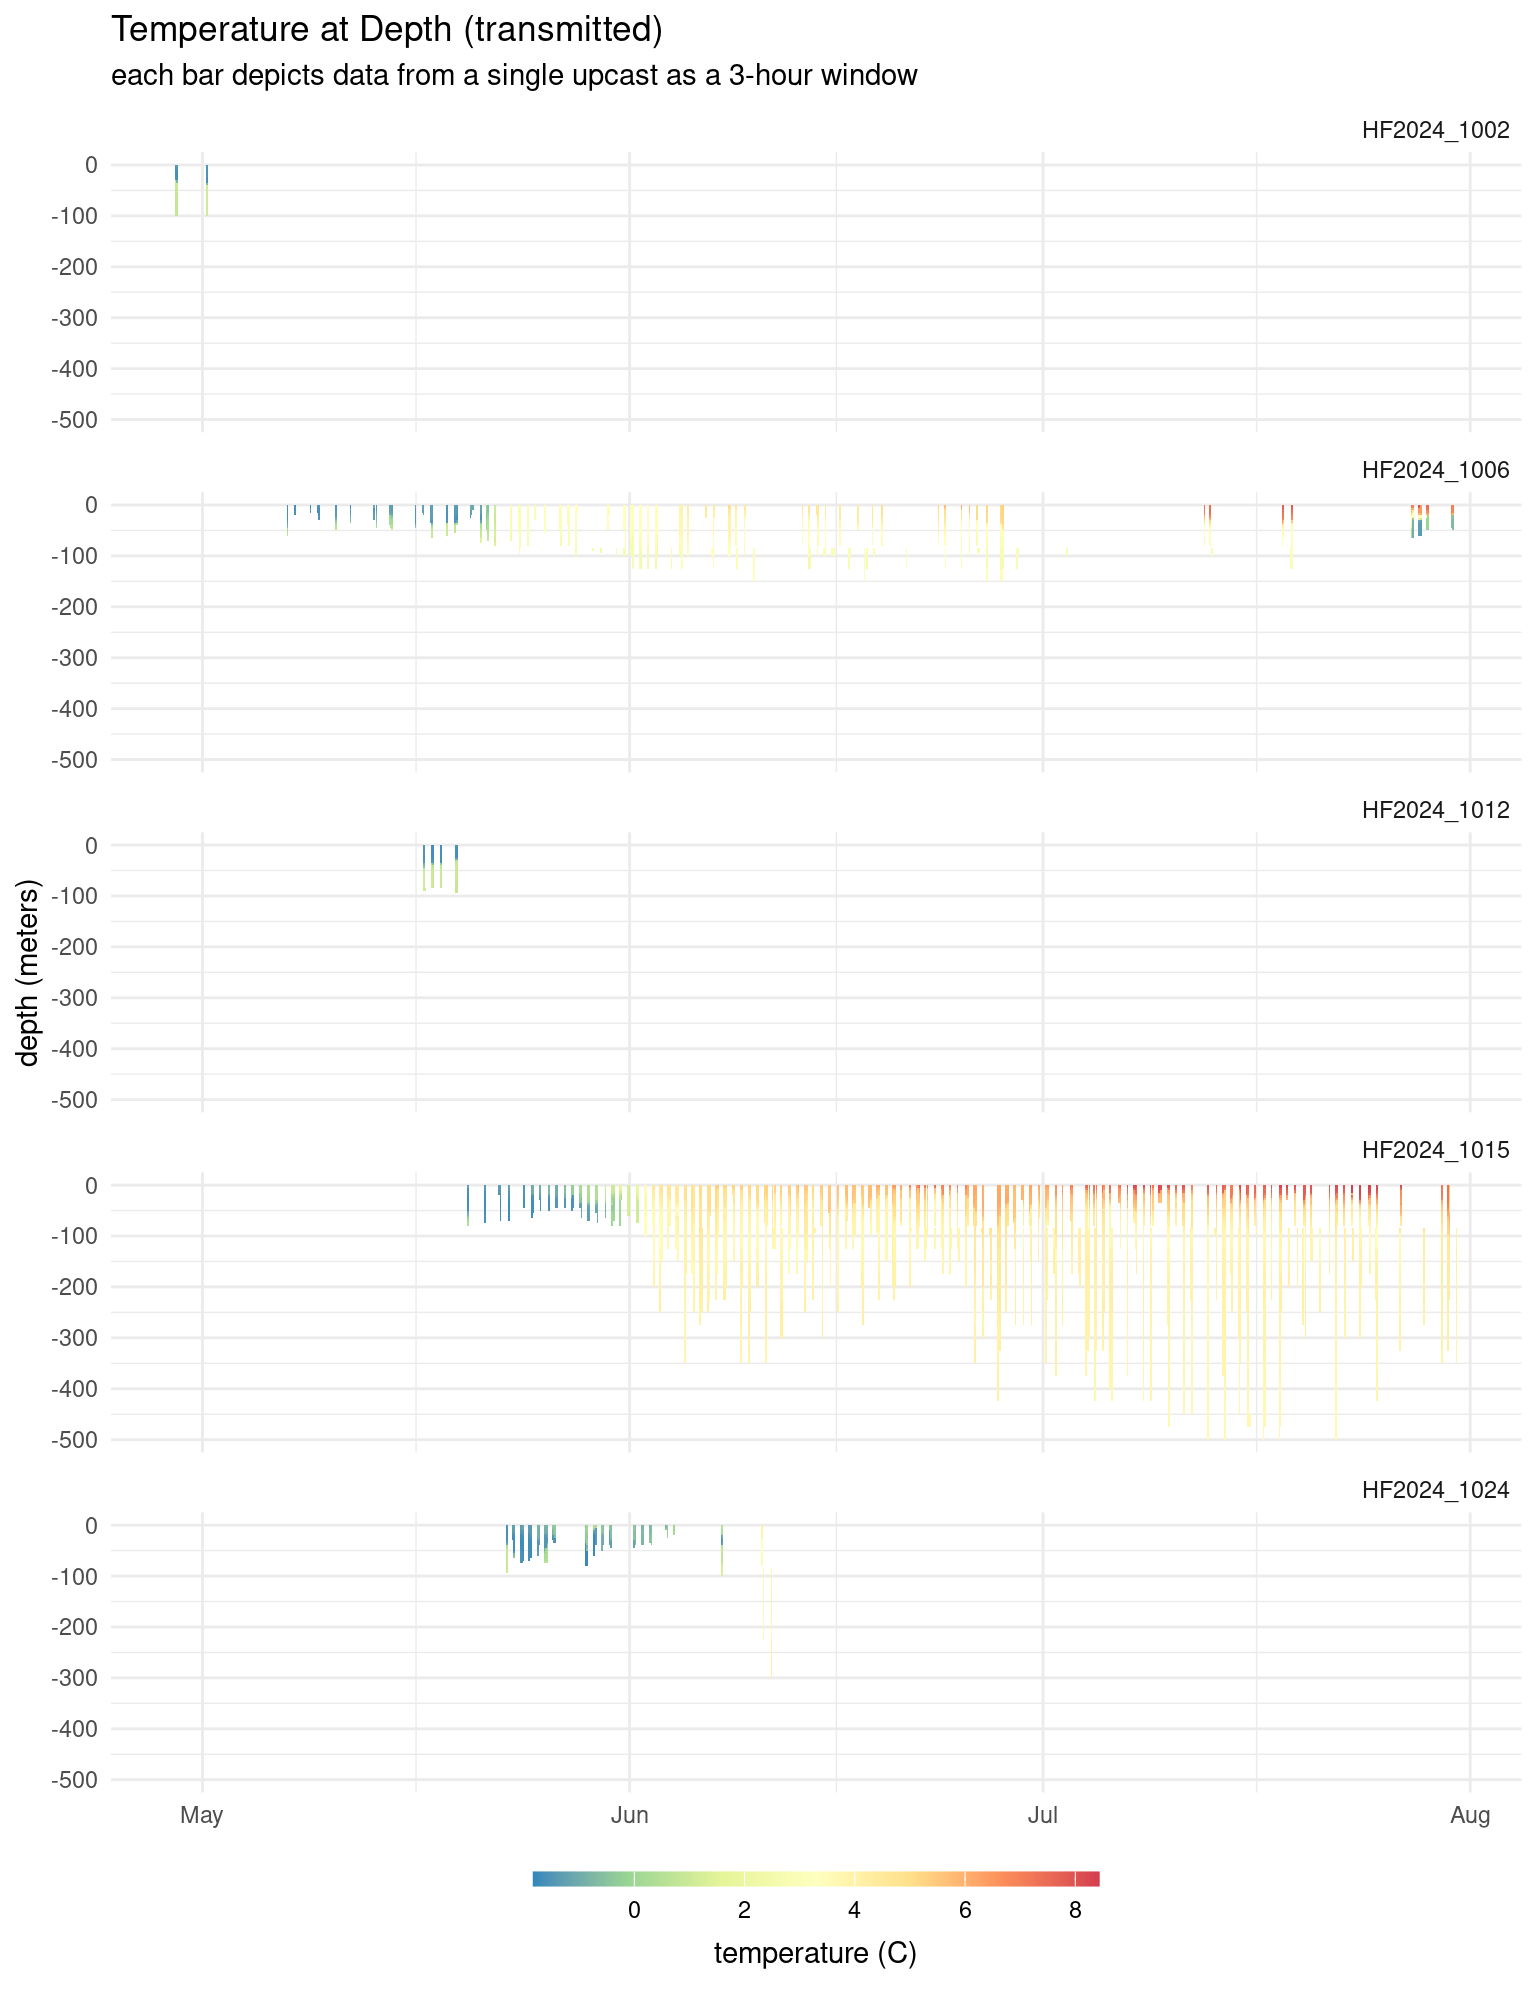 Temperature at Depth (transmitted)
each bar depicts data from a single upcast as a 3-hour window
HF2024_1002
0
-100
-200
-300
-400
-500
HF2024_1006
0
-100
-200
-300
-400
-500
HF2024_1012
0
-100
-200
-300
-400
-500
depth (meters)
HF2024_1015
0
-100
-200
-300
-400
-500
HF2024_1024
0
-100
-200
-300
-400
-500
May Jun Jul Aug
0 2 4 6 8
temperature (C)